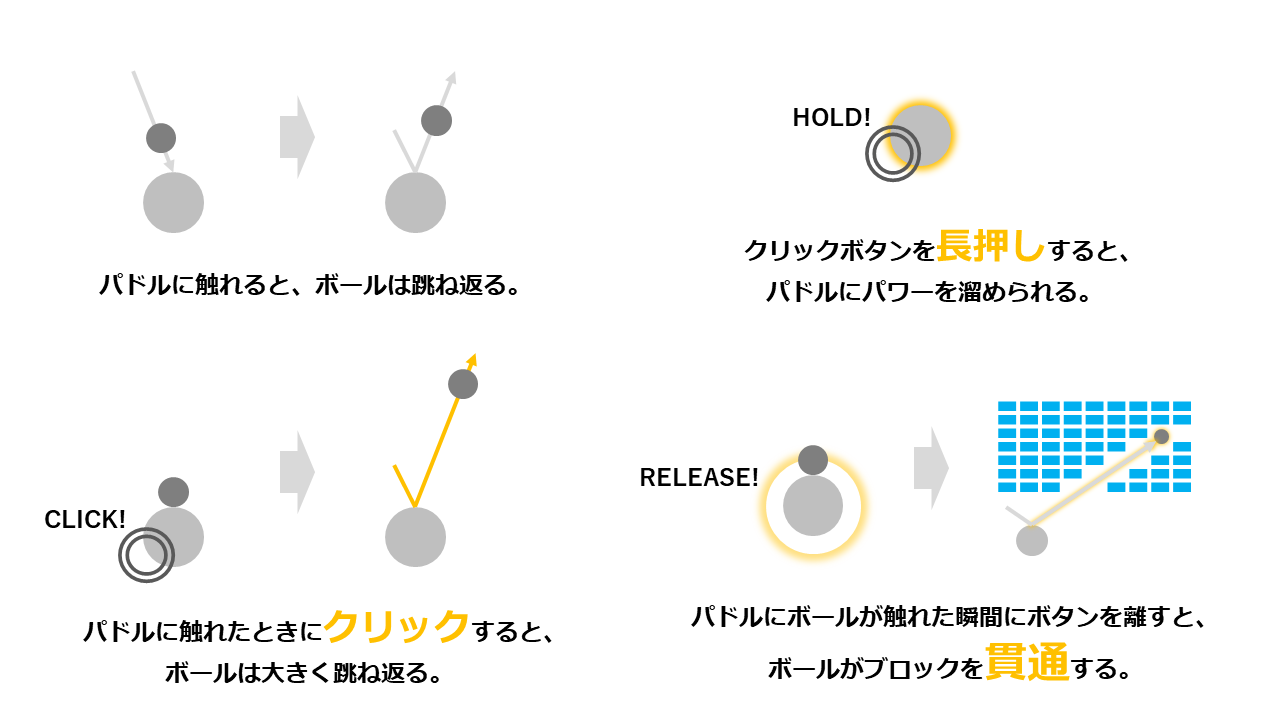 パドルに触れると、ボールは跳ね返る。
CLICK!
パドルに触れたときにクリックすると、
ボールは大きく跳ね返る。
HOLD!
クリックボタンを長押しすると、
パドルにパワーを溜められる。
RELEASE!
パドルにボールが触れた瞬間にボタンを離すと、
ボールがブロックを貫通する。